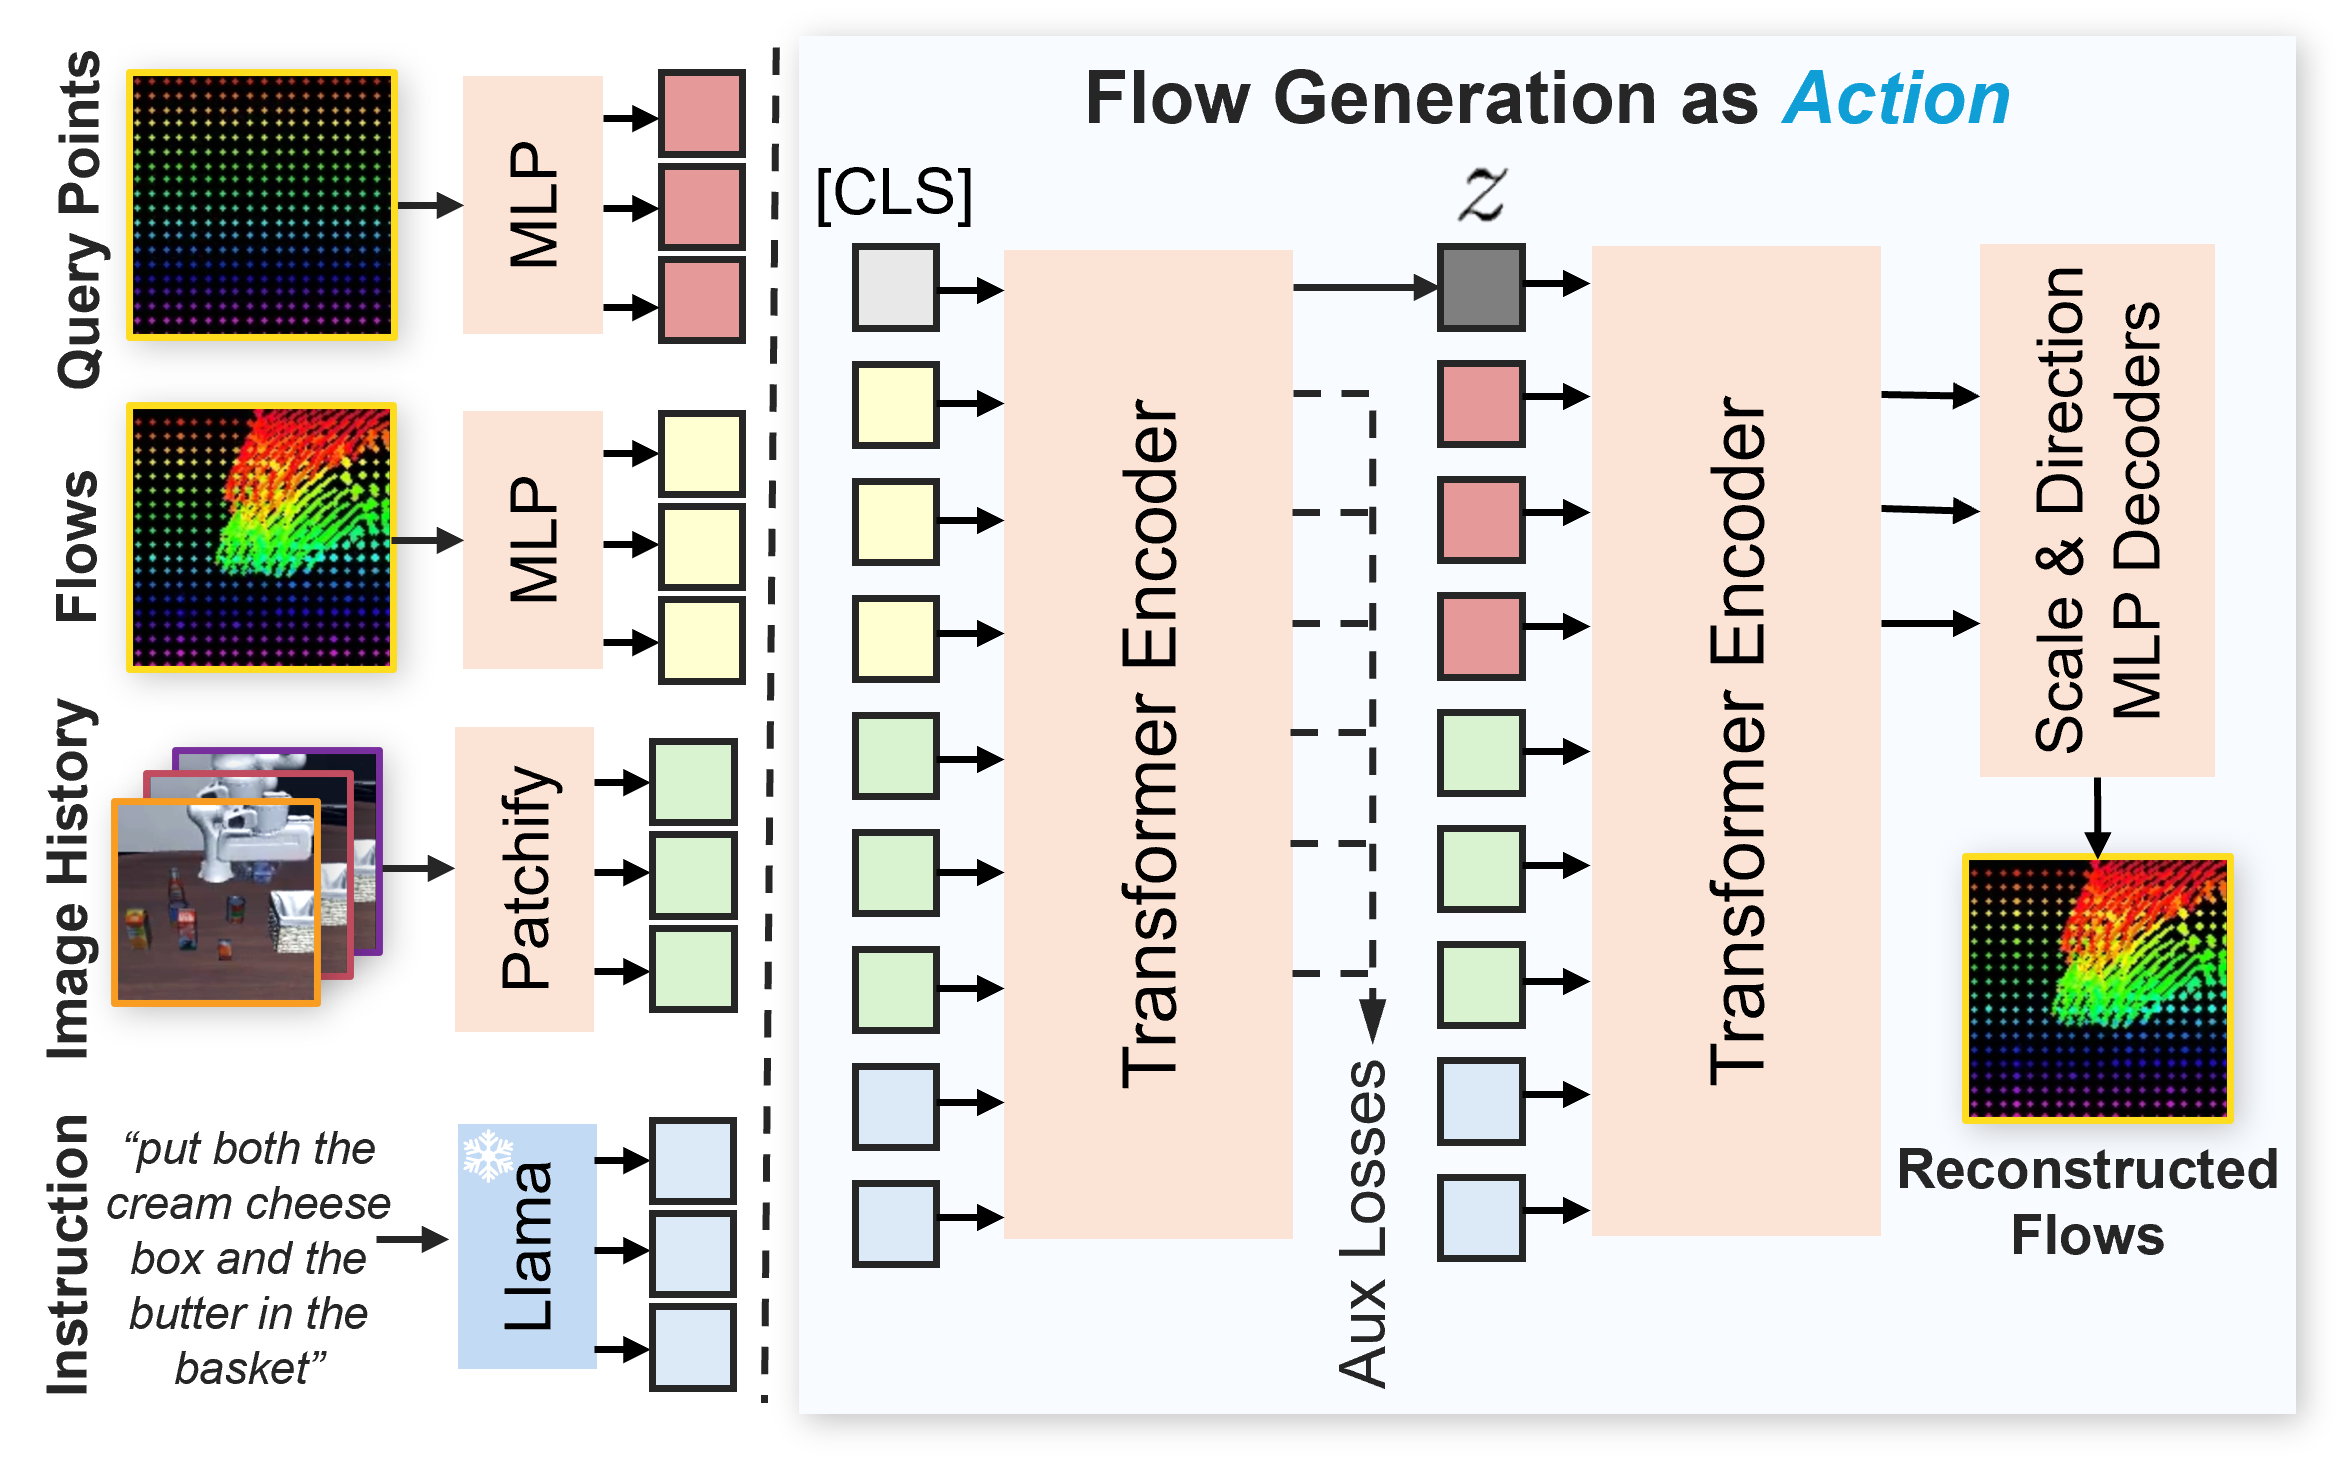 Query Points
MLP
Flows
MLP
Image History
Patchify
Instruction
“put both the
cream cheese
box and the
butter in the
basket”
Llama
Flow Generation as Action
[CLS]
z
Transformer Encoder
Aux Losses
Transformer Encoder
Scale & Direction
MLP Decoders
Reconstructed
Flows